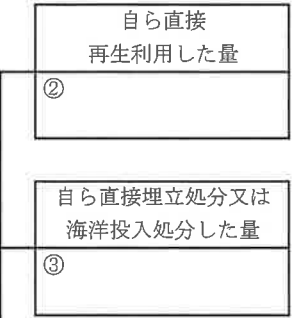 自ら直接
再生利用した量
②
自ら直接埋立処分又は
海洋投入処分した量
③